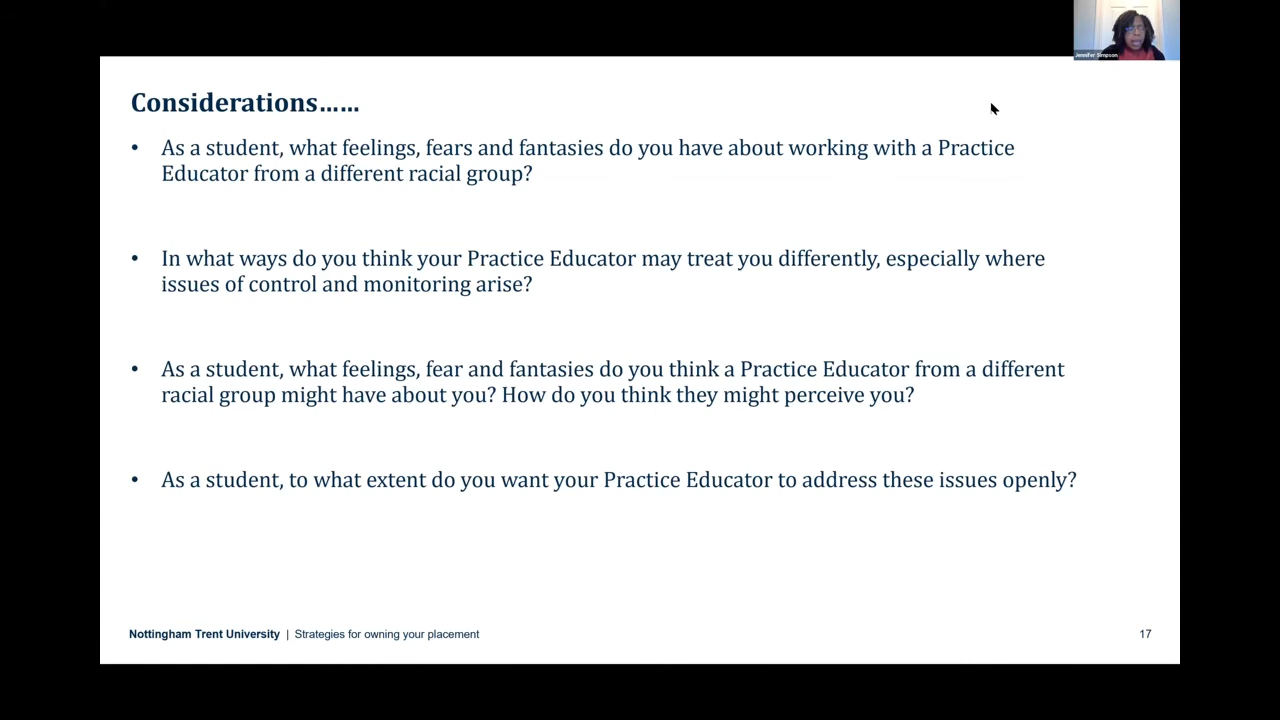 Jennifer Simpson
Considerations……
• As a student, what feelings, fears and fantasies do you have about working with a Practice
Educator from a different racial group?
• In what ways do you think your Practice Educator may treat you differently, especially where
issues of control and monitoring arise?
• As a student, what feelings, fear and fantasies do you think a Practice Educator from a different
racial group might have about you? How do you think they might perceive you?
• As a student, to what extent do you want your Practice Educator to address these issues openly?
Nottingham Trent University | Strategies for owning your placement
17